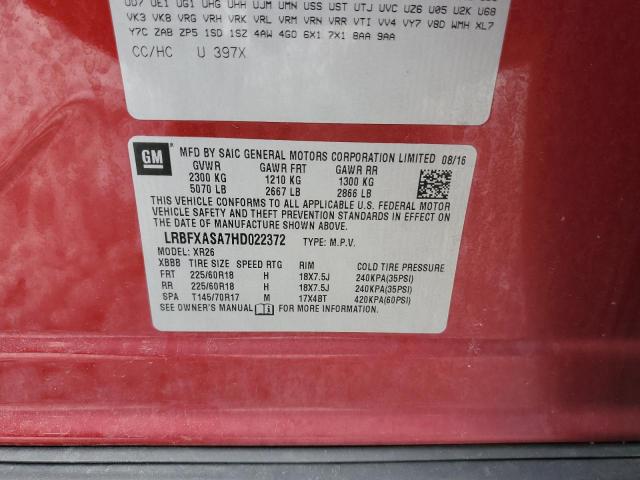 UD7 UE1 UG1 UHG UHH UJM UMN USS UST UTJ UVC UZ6 U05 U2K U68
VK3 VK8 VRG VRH VRK VRL VRM VRN VRR VTI VV4 VY7 V8D WMH XL7
Y7C ZAB ZP5 1SD 1SZ 4AW 4GD 6X1 7X1 8AA 9AA
CC/HC U 397X
GM
MFD BY SAIC GENERAL MOTORS CORPORATION LIMITED 08/16
GVWR GAWR FRT GAWR RR
2300 KG 1210 KG 1300 KG
5070 LB 2667 LB 2866 LB
THIS VEHICLE CONFORMS TO ALL APPLICABLE U.S. FEDERAL MOTOR
VEHICLE SAFETY AND THEFT PREVENTION STANDARDS IN EFFECT ON
THE DATE OF MANUFACTURE SHOWN ABOVE.
LRBFXASA7HD022372 TYPE: M.P.V.
MODEL: XR26
XBBB TIRE SIZE SPEED RTG RIM COLD TIRE PRESSURE
FRT 225/60R18 H 18X7.5J 240KPA(35PSI)
RR 225/60R18 H 18X7.5J 240KPA(35PSI)
SPA T145/70R17 M 17X4BT 420KPA(60PSI)
SEE OWNER'S MANUAL FOR MORE INFORMATION